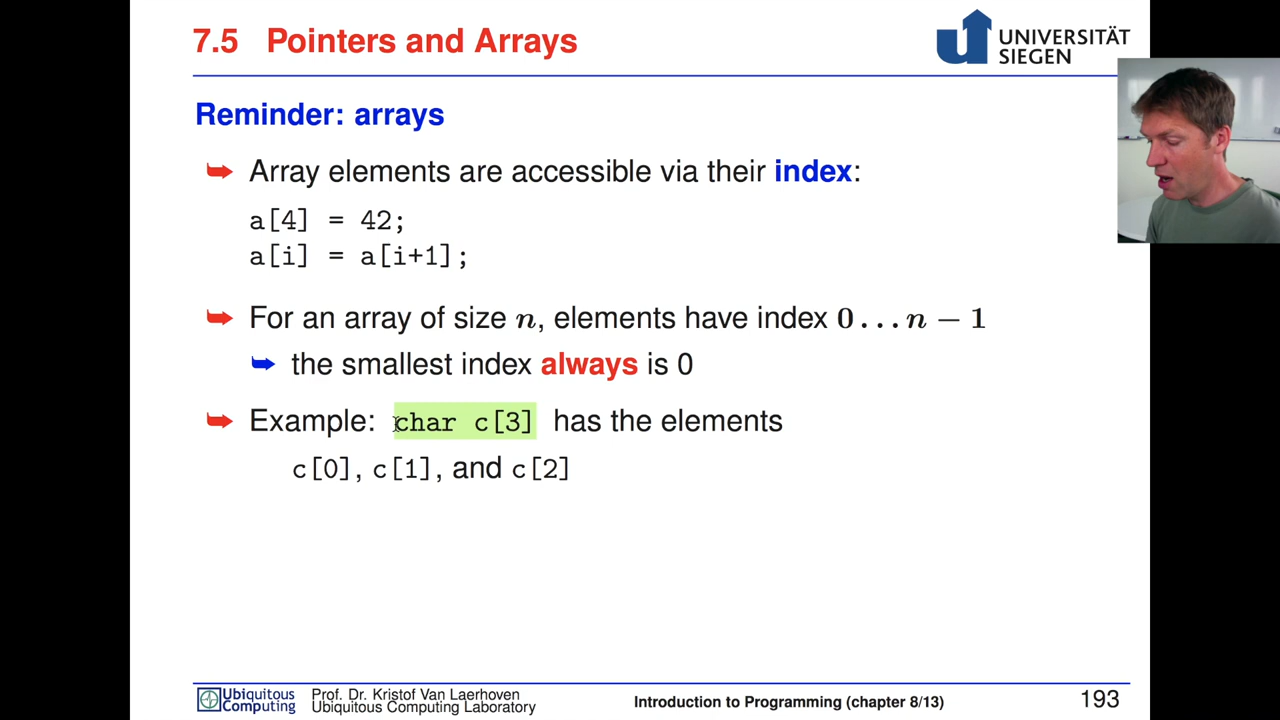 7.5 Pointers and Arrays
UNIVERSITÄT
SIEGEN
Reminder: arrays
Array elements are accessible via their index:
a[4] = 42;
a[i] = a[i+1];
For an array of size n, elements have index 0...n − 1
the smallest index always is 0
Example: char c[3] has the elements
c[0], c[1], and c[2]
Ubiquitous
Computing
Prof. Dr. Kristof Van Laerhoven
Ubiquitous Computing Laboratory
Introduction to Programming (chapter 8/13)
193